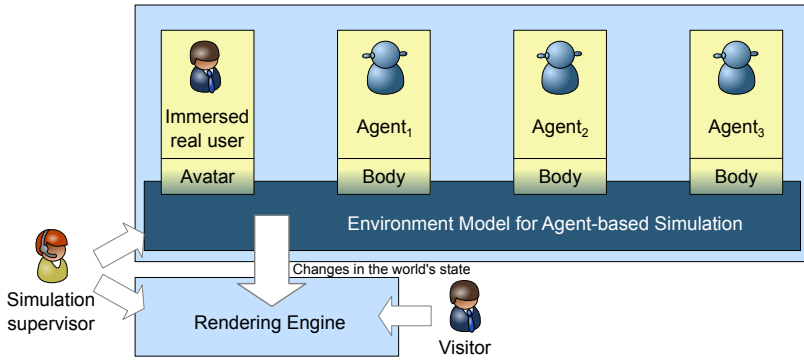 Immersed
real user
Agent₁
Agent₂
Agent₃
Avatar
Body
Body
Body
Environment Model for Agent-based Simulation
Changes in the world's state
Simulation
supervisor
Rendering Engine
Visitor